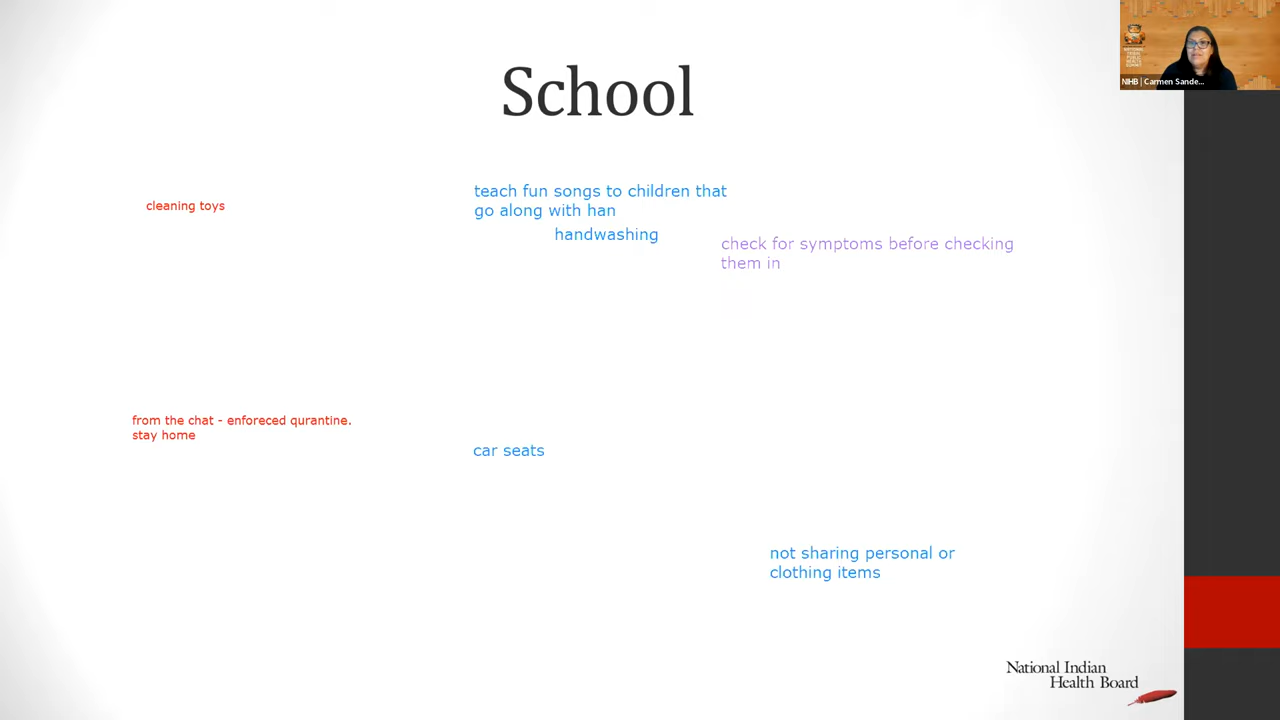 School
NIHB | Carmen Sande...
teach fun songs to children that
go along with han
cleaning toys
handwashing
check for symptoms before checking
them in
from the chat - enforeced qurantine.
stay home
car seats
not sharing personal or
clothing items
National Indian
Health Board